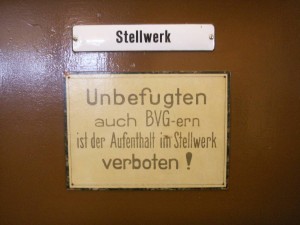 Stellwerk
Unbefugten
auch BVG-ern
ist der Aufenthalt im Stellwerk
verboten !